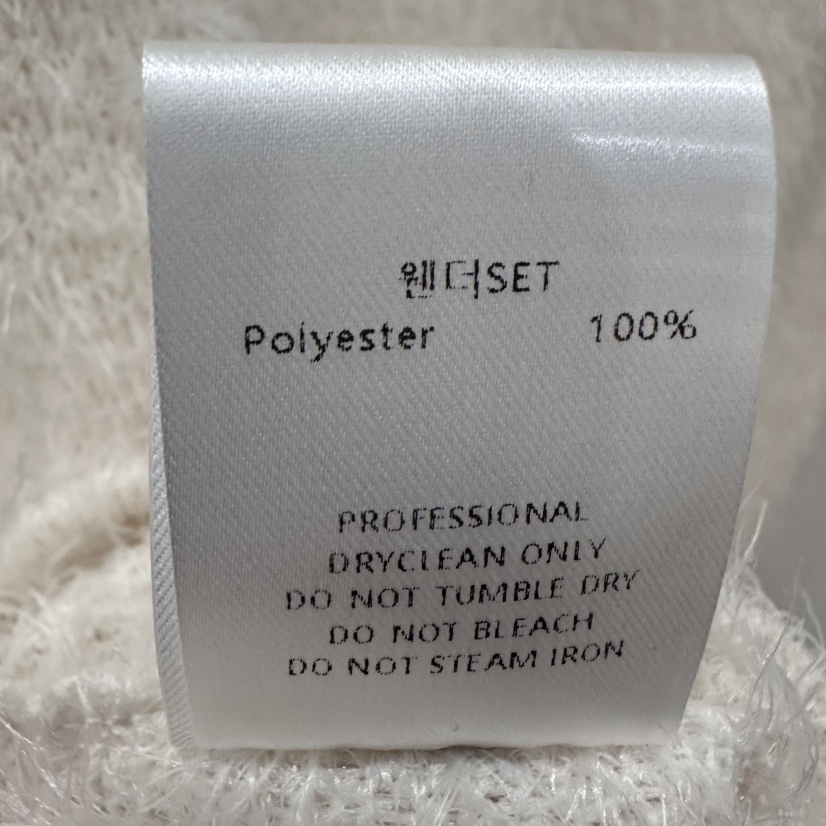 웬더SET
Polyester 100%
PROFESSIONAL
DRYCLEAN ONLY
DO NOT TUMBLE DRY
DO NOT BLEACH
DO NOT STEAM IRON